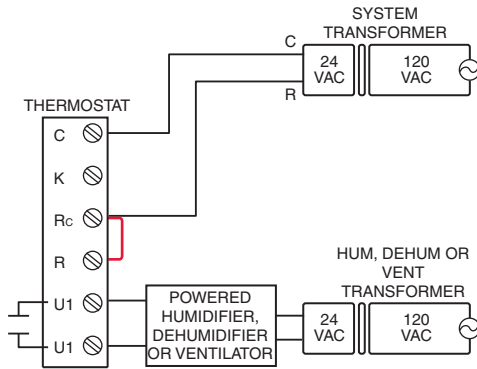 SYSTEM
TRANSFORMER
C
24
VAC
120
VAC
R
THERMOSTAT
C
K
Rc
R
U1
U1
POWERED
HUMIDIFIER,
DEHUMIDIFIER
OR VENTILATOR
HUM, DEHUM OR
VENT
TRANSFORMER
24
VAC
120
VAC